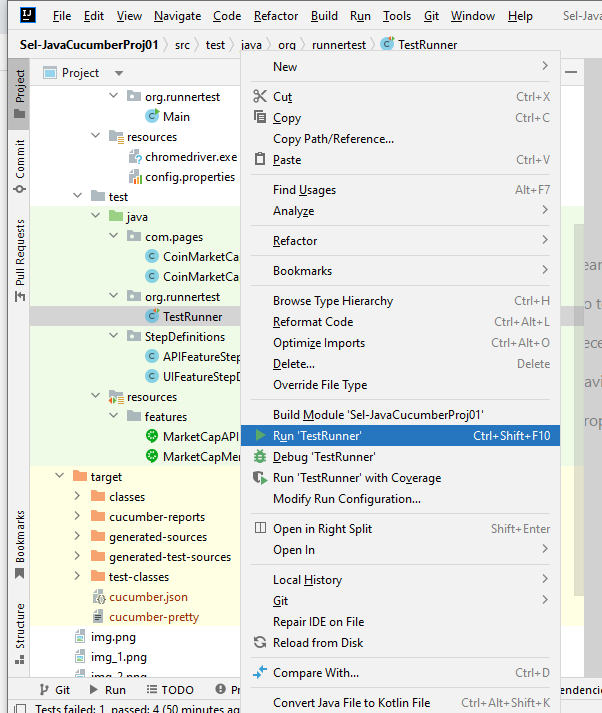 IJ File Edit View Navigate Code Refactor Build Run Tools Git Window Help Sel-Java
Sel-JavaCucumberProj01 src test java org runnertest TestRunner
Project
Project
Commit
Pull Requests
Bookmarks
Structure
org.runnertest
Main
resources
chromedriver.exe
config.properties
test
java
com.pages
CoinMarketCa
CoinMarketCa
org.runnertest
TestRunner
StepDefinitions
APIFeatureStep
UIFeatureStepD
resources
features
MarketCapAPI
MarketCapMer
target
classes
cucumber-reports
generated-sources
generated-test-sources
test-classes
cucumber.json
cucumber-pretty
img.png
img_1.png
New
Cut Ctrl+X
Copy Ctrl+C
Copy Path/Reference...
Paste Ctrl+V
Find Usages Alt+F7
Analyze
Refactor
Bookmarks
Browse Type Hierarchy Ctrl+H
Reformat Code Ctrl+Alt+L
Optimize Imports Ctrl+Alt+O
Delete... Delete
Override File Type
Build Module 'Sel-JavaCucumberProj01'
Run 'TestRunner' Ctrl+Shift+F10
Debug 'TestRunner'
Run 'TestRunner' with Coverage
Modify Run Configuration...
Open in Right Split Shift+Enter
Open In
Local History
Git
Repair IDE on File
Reload from Disk
Compare With... Ctrl+D
Convert Java File to Kotlin File Ctrl+Alt+Shift+K
ear
o t
ece
avi
rop
Git Run TODO Pr
endenci
Tests failed: 1, passed: 4 (50 minutes ag